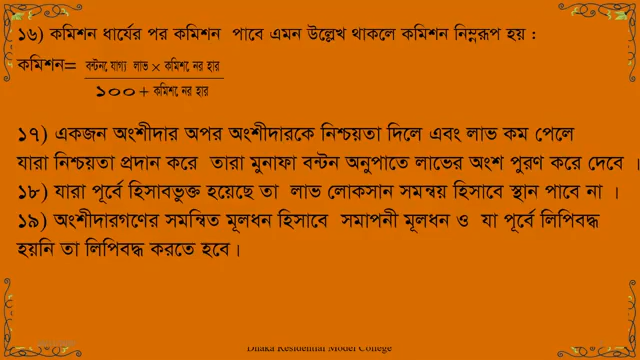 ১৬) কমিশন ধার্যের পর কমিশন পাবে এমন উল্লেখ থাকলে কমিশন নিম্নরূপ হয় :
কমিশন= বন্টনযোগ্য লাভ × কমিশনের হার
১০০ + কমিশনের হার
১৭) একজন অংশীদার অপর অংশীদারকে নিশ্চয়তা দিলে এবং লাভ কম পেলে
যারা নিশ্চয়তা প্রদান করে তারা মুনাফা বন্টন অনুপাতে লাভের অংশ পুরণ করে দেবে ।
১৮) যারা পূর্বে হিসাবভুক্ত হয়েছে তা লাভ লোকসান সমন্বয় হিসাবে স্থান পাবে না ।
১৯) অংশীদারগণের সমন্বিত মূলধন হিসাবে সমাপনী মূলধন ও যা পূর্বে লিপিবদ্ধ
হয়নি তা লিপিবদ্ধ করতে হবে।
Dhaka Residential Model College